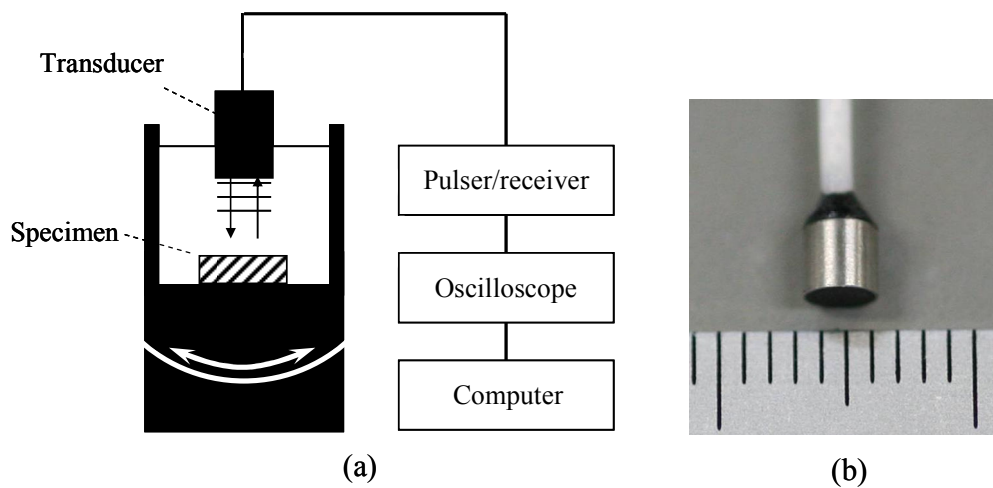 Transducer
Specimen
Pulser/receiver
Oscilloscope
Computer
(a)
(b)